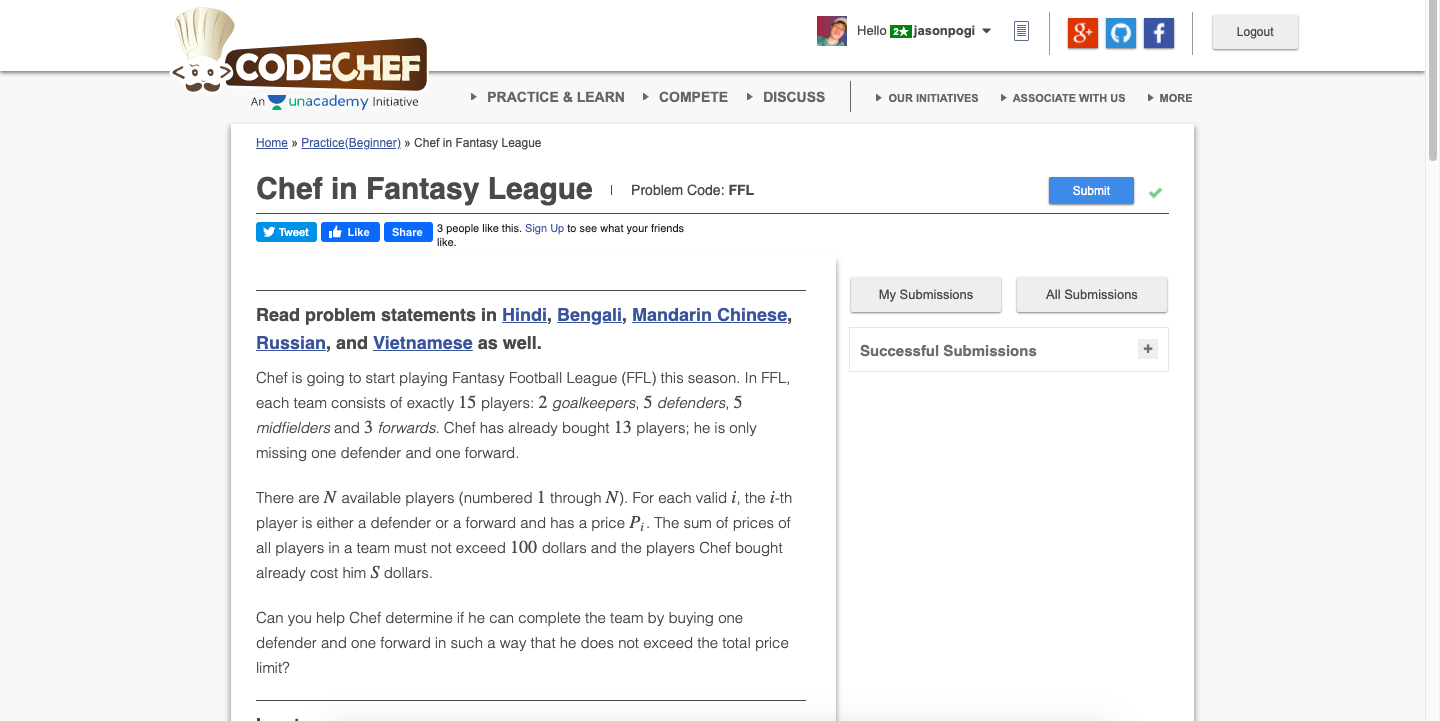 Hello 2★ jasonpogi
Logout
CODECHEF
An unacademy Initiative
PRACTICE & LEARN COMPETE DISCUSS OUR INITIATIVES ASSOCIATE WITH US MORE
Home » Practice(Beginner) » Chef in Fantasy League
Chef in Fantasy League | Problem Code: FFL
Submit
Tweet Like Share 3 people like this. Sign Up to see what your friends
like.
My Submissions All Submissions
Successful Submissions +
Read problem statements in Hindi, Bengali, Mandarin Chinese,
Russian, and Vietnamese as well.
Chef is going to start playing Fantasy Football League (FFL) this season. In FFL,
each team consists of exactly 15 players: 2 goalkeepers, 5 defenders, 5
midfielders and 3 forwards. Chef has already bought 13 players; he is only
missing one defender and one forward.
There are N available players (numbered 1 through N). For each valid i, the i-th
player is either a defender or a forward and has a price Pᵢ. The sum of prices of
all players in a team must not exceed 100 dollars and the players Chef bought
already cost him S dollars.
Can you help Chef determine if he can complete the team by buying one
defender and one forward in such a way that he does not exceed the total price
limit?